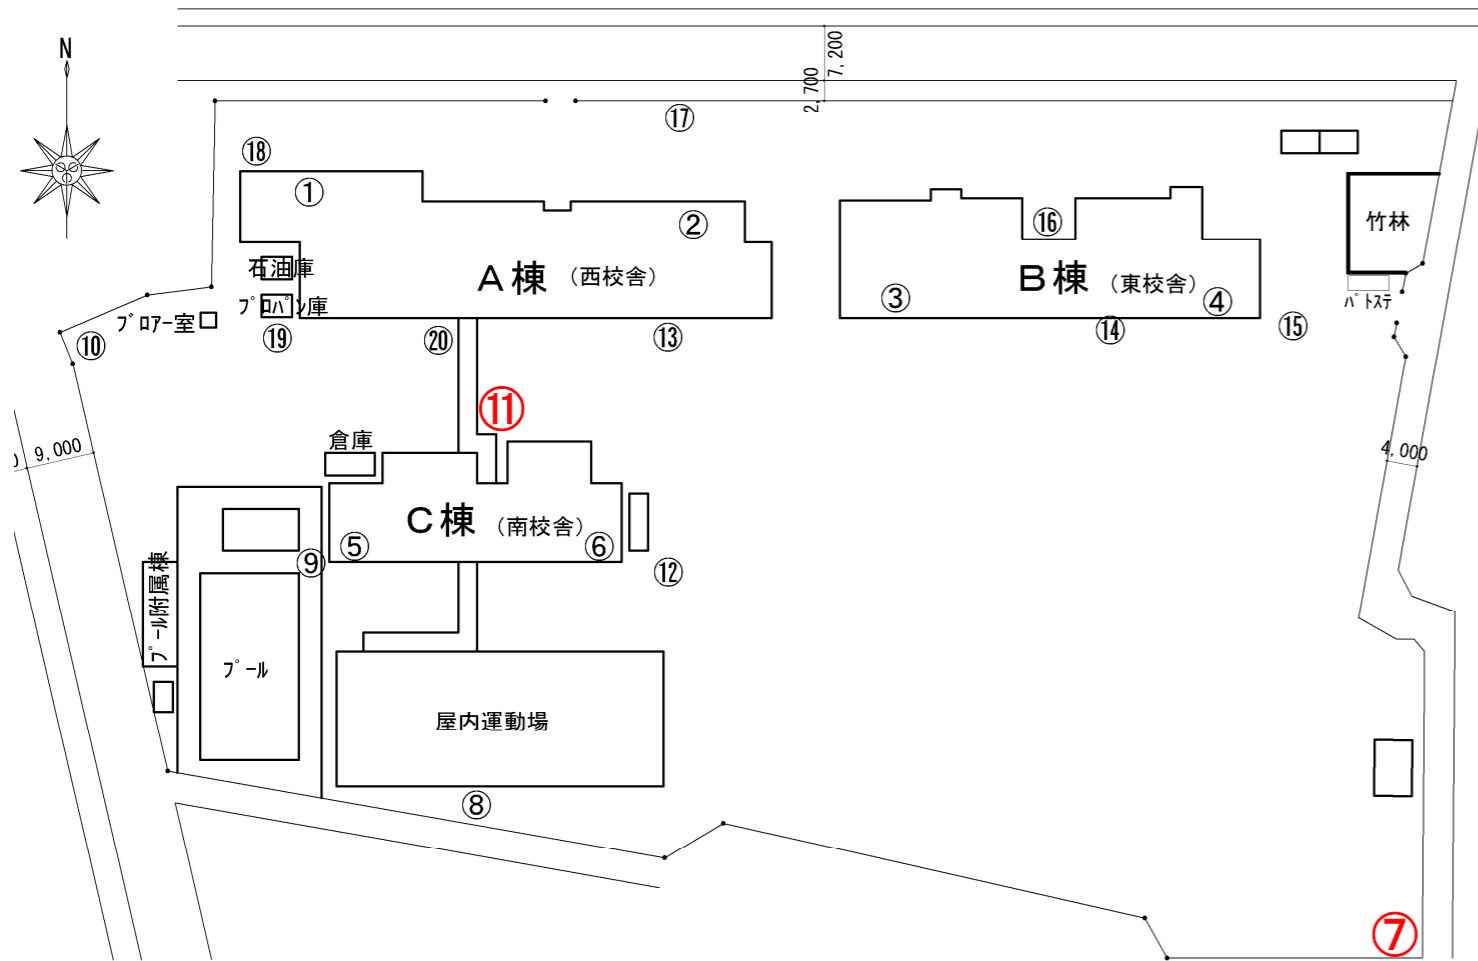 N
7,200
2,700
⑰
⑱
①
②
⑯
竹林
石油庫
A棟（西校舎）
B棟（東校舎）
③
④
ﾊﾟﾄｽﾃ
ﾌﾟﾛﾊﾟﾝ庫
ﾌﾞﾛｱｰ室
⑩
⑲
⑳
⑬
⑭
⑮
⑪
倉庫
9,000
4,000
C棟（南校舎）
⑤
⑥
⑨
⑫
ﾌﾟｰﾙ附属棟
ﾌﾟｰﾙ
屋内運動場
⑧
⑦